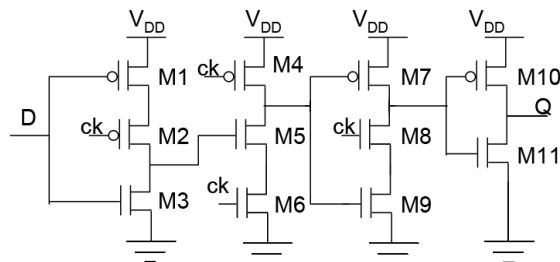 VDD VDD VDD VDD
M1 ck M4 M7 M10
D ck M2 M5 ck M8 Q
M11
M3 ck M6 M9